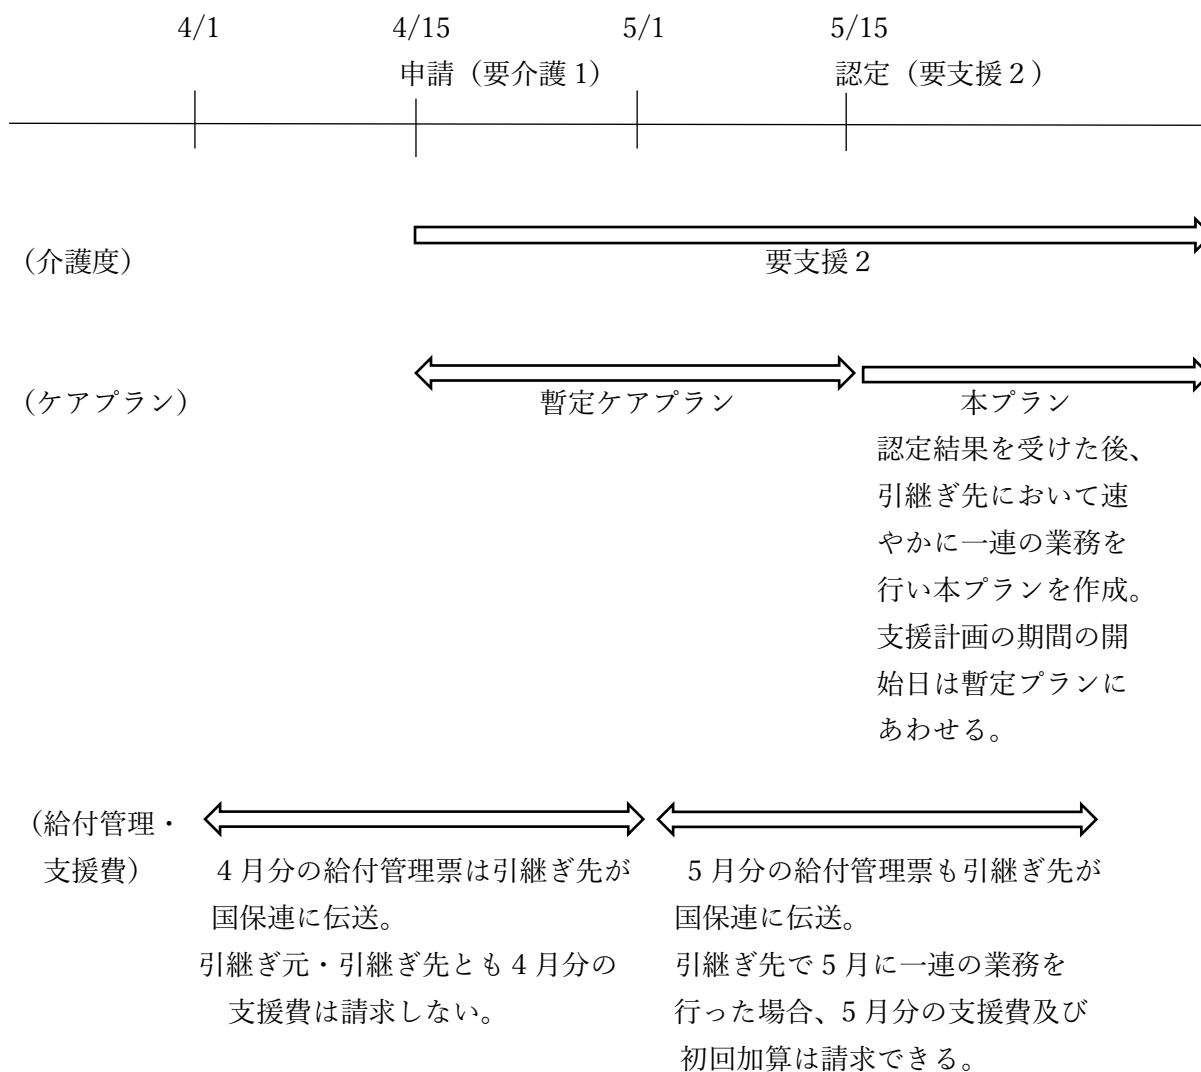 4/1 4/15 5/1 5/15
申請（要介護1） 認定（要支援２）
（介護度）
要支援２
（ケアプラン）
暫定ケアプラン 本プラン
認定結果を受けた後、
引継ぎ先において速
やかに一連の業務を
行い本プランを作成。
支援計画の期間の開
始日は暫定プランに
あわせる。
（給付管理・
支援費）
４月分の給付管理票は引継ぎ先が
国保連に伝送。
引継ぎ元・引継ぎ先とも４月分の
支援費は請求しない。
５月分の給付管理票も引継ぎ先が
国保連に伝送。
引継ぎ先で５月に一連の業務を
行った場合、５月分の支援費及び
初回加算は請求できる。